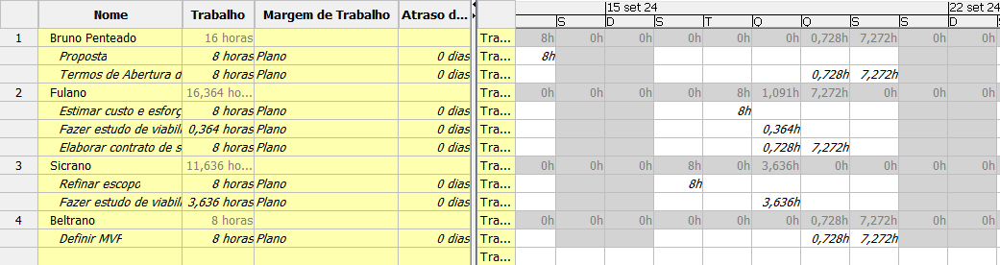 Nome Trabalho Margem de Trabalho Atraso d... 15 set 24 22 set 24
S D S T Q Q S S D
1 Bruno Penteado 16 horas Tra... 8h 0h 0h 0h 0h 0h 0,728h 7,272h 0h 0h
Proposta 8 horas Plano 0 dias Tra... 8h
Termos de Abertura d 8 horas Plano 0 dias Tra... 0,728h 7,272h
2 Fulano 16,364 ho... Tra... 0h 0h 0h 0h 8h 1,091h 7,272h 0h 0h 0h
Estimar custo e esforç 8 horas Plano 0 dias Tra... 8h
Fazer estudo de viabil 0,364 horas Plano 0 dias Tra... 0,364h
Elaborar contrato de s 8 horas Plano 0 dias Tra... 0,728h 7,272h
3 Sicrano 11,636 ho... Tra... 0h 0h 0h 8h 0h 3,636h 0h 0h 0h 0h
Refinar escopo 8 horas Plano 0 dias Tra... 8h
Fazer estudo de viabil 3,636 horas Plano 0 dias Tra... 3,636h
4 Beltrano 8 horas Tra... 0h 0h 0h 0h 0h 0h 0,728h 7,272h 0h 0h
Definir MVP 8 horas Plano 0 dias Tra... 0,728h 7,272h
Tra...